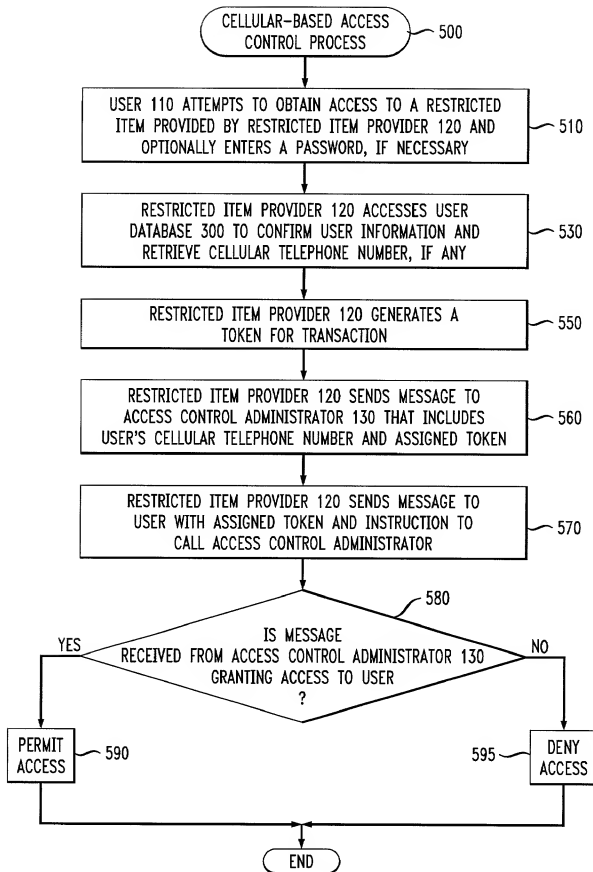 CELLULAR-BASED ACCESS
CONTROL PROCESS
500
USER 110 ATTEMPTS TO OBTAIN ACCESS TO A RESTRICTED
ITEM PROVIDED BY RESTRICTED ITEM PROVIDER 120 AND
OPTIONALLY ENTERS A PASSWORD, IF NECESSARY
510
RESTRICTED ITEM PROVIDER 120 ACCESSES USER
DATABASE 300 TO CONFIRM USER INFORMATION AND
RETRIEVE CELLULAR TELEPHONE NUMBER, IF ANY
530
RESTRICTED ITEM PROVIDER 120 GENERATES A
TOKEN FOR TRANSACTION
550
RESTRICTED ITEM PROVIDER 120 SENDS MESSAGE TO
ACCESS CONTROL ADMINISTRATOR 130 THAT INCLUDES
USER'S CELLULAR TELEPHONE NUMBER AND ASSIGNED TOKEN
560
RESTRICTED ITEM PROVIDER 120 SENDS MESSAGE TO
USER WITH ASSIGNED TOKEN AND INSTRUCTION TO
CALL ACCESS CONTROL ADMINISTRATOR
570
580
IS MESSAGE
RECEIVED FROM ACCESS CONTROL ADMINISTRATOR 130
GRANTING ACCESS TO USER
?
YES
NO
PERMIT
ACCESS
590
595
DENY
ACCESS
END